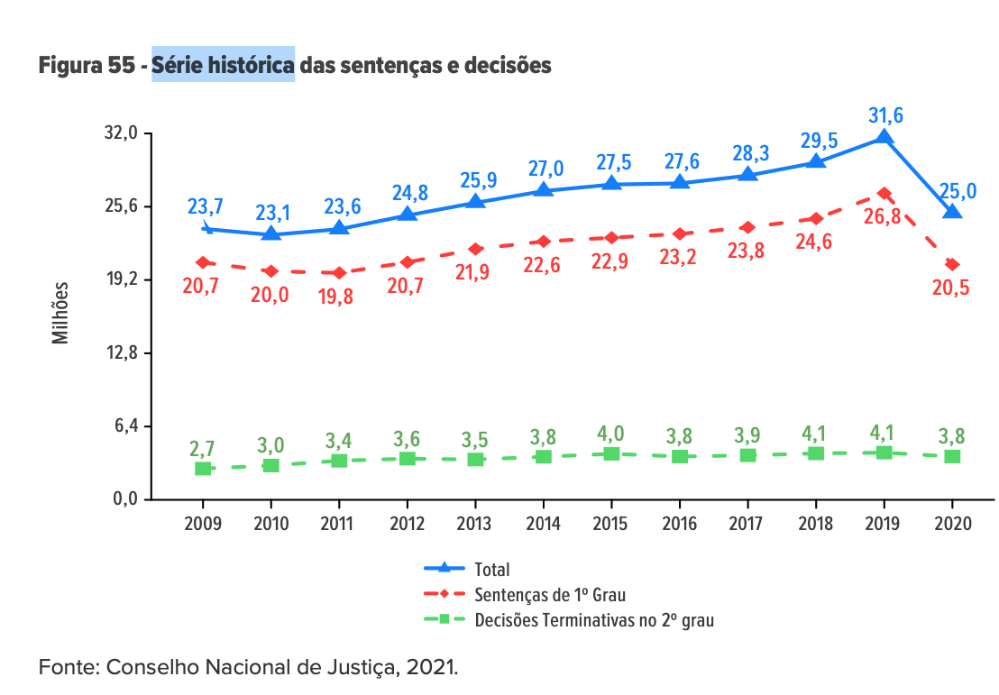 Figura 55 - Série histórica das sentenças e decisões
32,0
25,6
19,2
12,8
6,4
0,0
Milhões
23,7 23,1 23,6 24,8 25,9 27,0 27,5 27,6 28,3 29,5 31,6 25,0
20,7 20,0 19,8 20,7 21,9 22,6 22,9 23,2 23,8 24,6 26,8 20,5
2,7 3,0 3,4 3,6 3,5 3,8 4,0 3,8 3,9 4,1 4,1 3,8
2009 2010 2011 2012 2013 2014 2015 2016 2017 2018 2019 2020
Total
Sentenças de 1º Grau
Decisões Terminativas no 2º grau
Fonte: Conselho Nacional de Justiça, 2021.